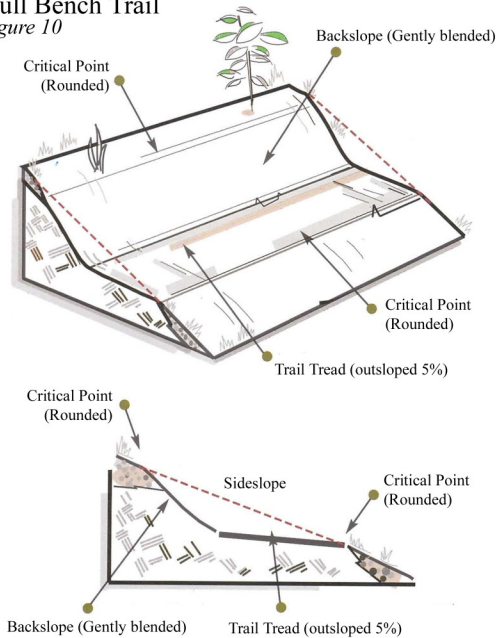 ull Bench Trail
gure 10
Backslope (Gently blended)
Critical Point
(Rounded)
Critical Point
(Rounded)
Trail Tread (outsloped 5%)
Critical Point
(Rounded)
Sideslope
Critical Point
(Rounded)
Backslope (Gently blended)
Trail Tread (outsloped 5%)